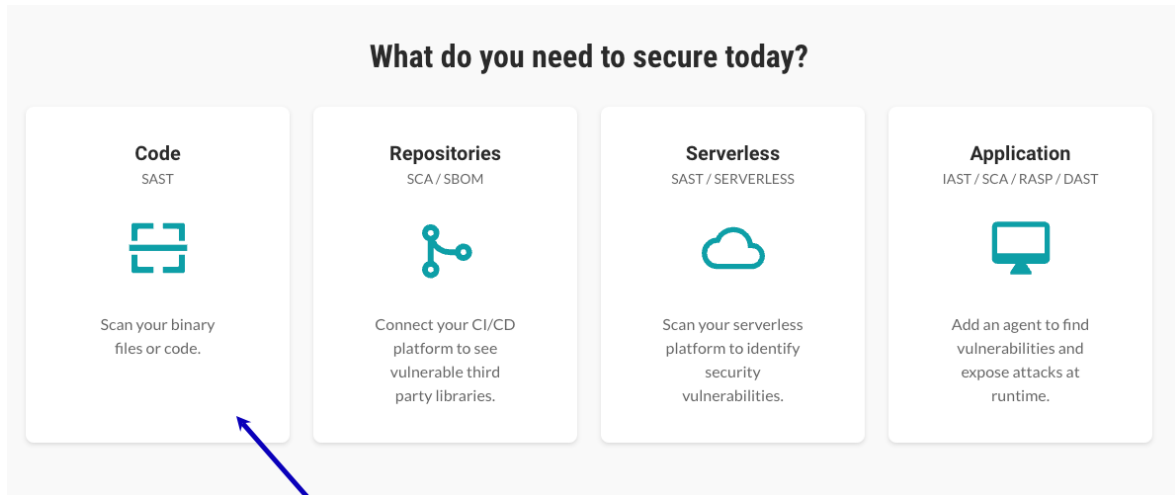 What do you need to secure today?
Code
SAST
Scan your binary
files or code.
Repositories
SCA / SBOM
Connect your CI/CD
platform to see
vulnerable third
party libraries.
Serverless
SAST / SERVERLESS
Scan your serverless
platform to identify
security
vulnerabilities.
Application
IAST / SCA / RASP / DAST
Add an agent to find
vulnerabilities and
expose attacks at
runtime.